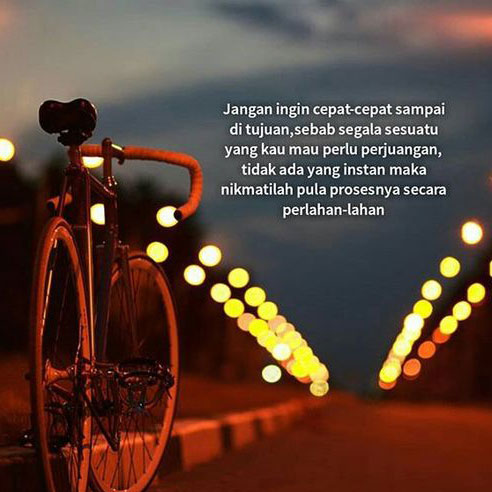 Jangan ingin cepat-cepat sampai
di tujuan,sebab segala sesuatu
yang kau mau perlu perjuangan,
tidak ada yang instan maka
nikmatilah pula prosesnya secara
perlahan-lahan